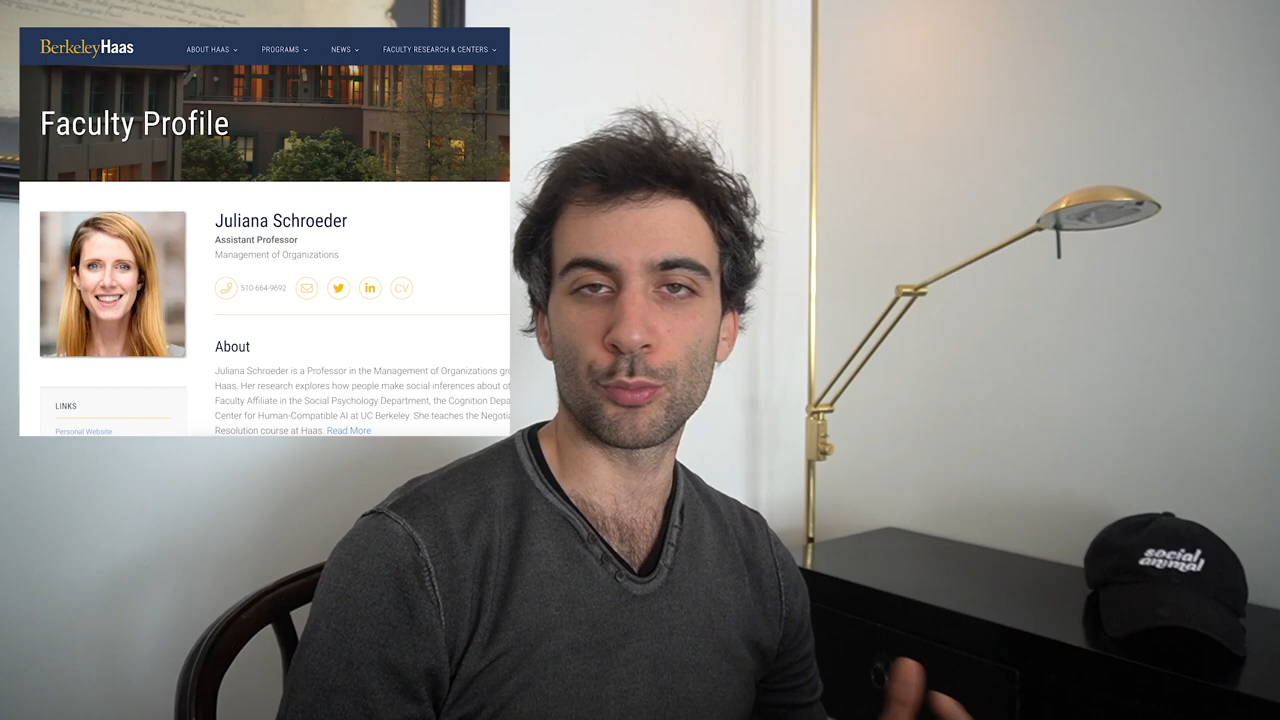 BerkeleyHaas
ABOUT HAAS PROGRAMS NEWS FACULTY RESEARCH & CENTERS
Faculty Profile
Juliana Schroeder
Assistant Professor
Management of Organizations
510-664-9692
CV
About
Juliana Schroeder is a Professor in the Management of Organizations gro
Haas. Her research explores how people make social inferences about ot
Faculty Affiliate in the Social Psychology Department, the Cognition Depa
Center for Human-Compatible AI at UC Berkeley. She teaches the Negotia
Resolution course at Haas. Read More
LINKS
Personal Website
social
animal